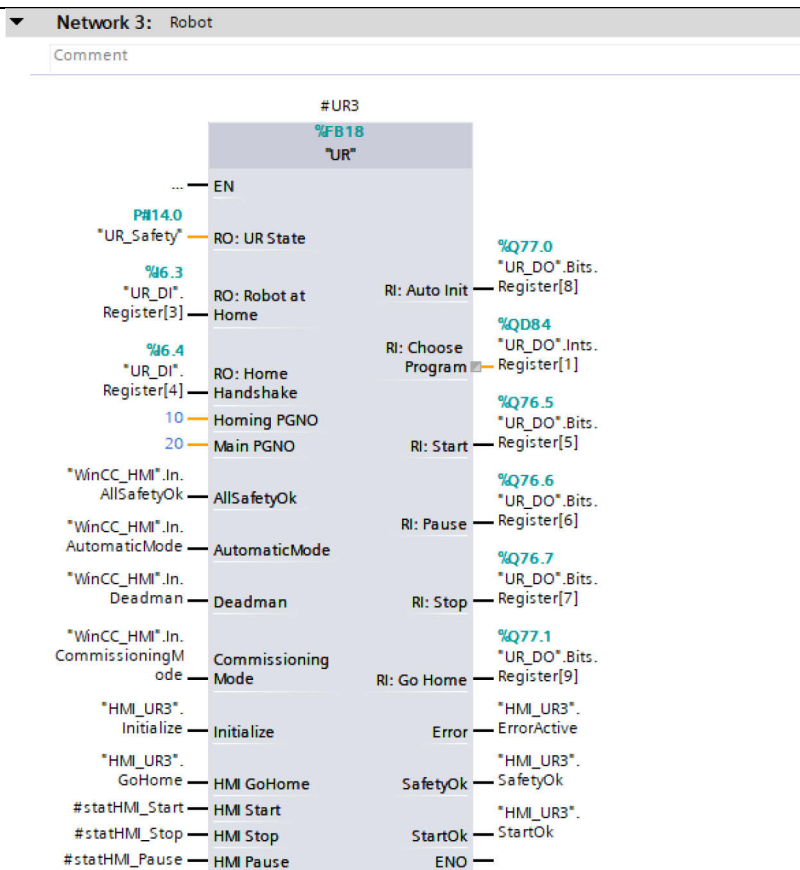 Network 3: Robot
Comment
#UR3
%FB18
"UR"
... EN
P#I14.0
"UR_Safety" RO: UR State
%Q77.0
"UR_DO".Bits.
RI: Auto Init Register[8]
%I6.3
"UR_DI".
Register[3]
RO: Robot at
Home
%QD84
"UR_DO".Ints.
Register[1]
RI: Choose
Program
%I6.4
"UR_DI".
Register[4]
RO: Home
Handshake
10 Homing PGNO
%Q76.5
"UR_DO".Bits.
20 Main PGNO RI: Start Register[5]
"WinCC_HMI".In.
AllSafetyOk AllSafetyOk
%Q76.6
"UR_DO".Bits.
RI: Pause Register[6]
"WinCC_HMI".In.
AutomaticMode AutomaticMode
%Q76.7
"UR_DO".Bits.
"WinCC_HMI".In.
Deadman Deadman RI: Stop Register[7]
%Q77.1
"UR_DO".Bits.
"WinCC_HMI".In.
CommissioningM
ode
Commissioning
Mode
RI: Go Home Register[9]
"HMI_UR3".
Initialize Initialize
Error
"HMI_UR3".
ErrorActive
"HMI_UR3".
GoHome HMI GoHome
SafetyOk
"HMI_UR3".
SafetyOk
#statHMI_Start HMI Start
"HMI_UR3".
#statHMI_Stop HMI Stop StartOk StartOk
#statHMI_Pause HMI Pause ENO